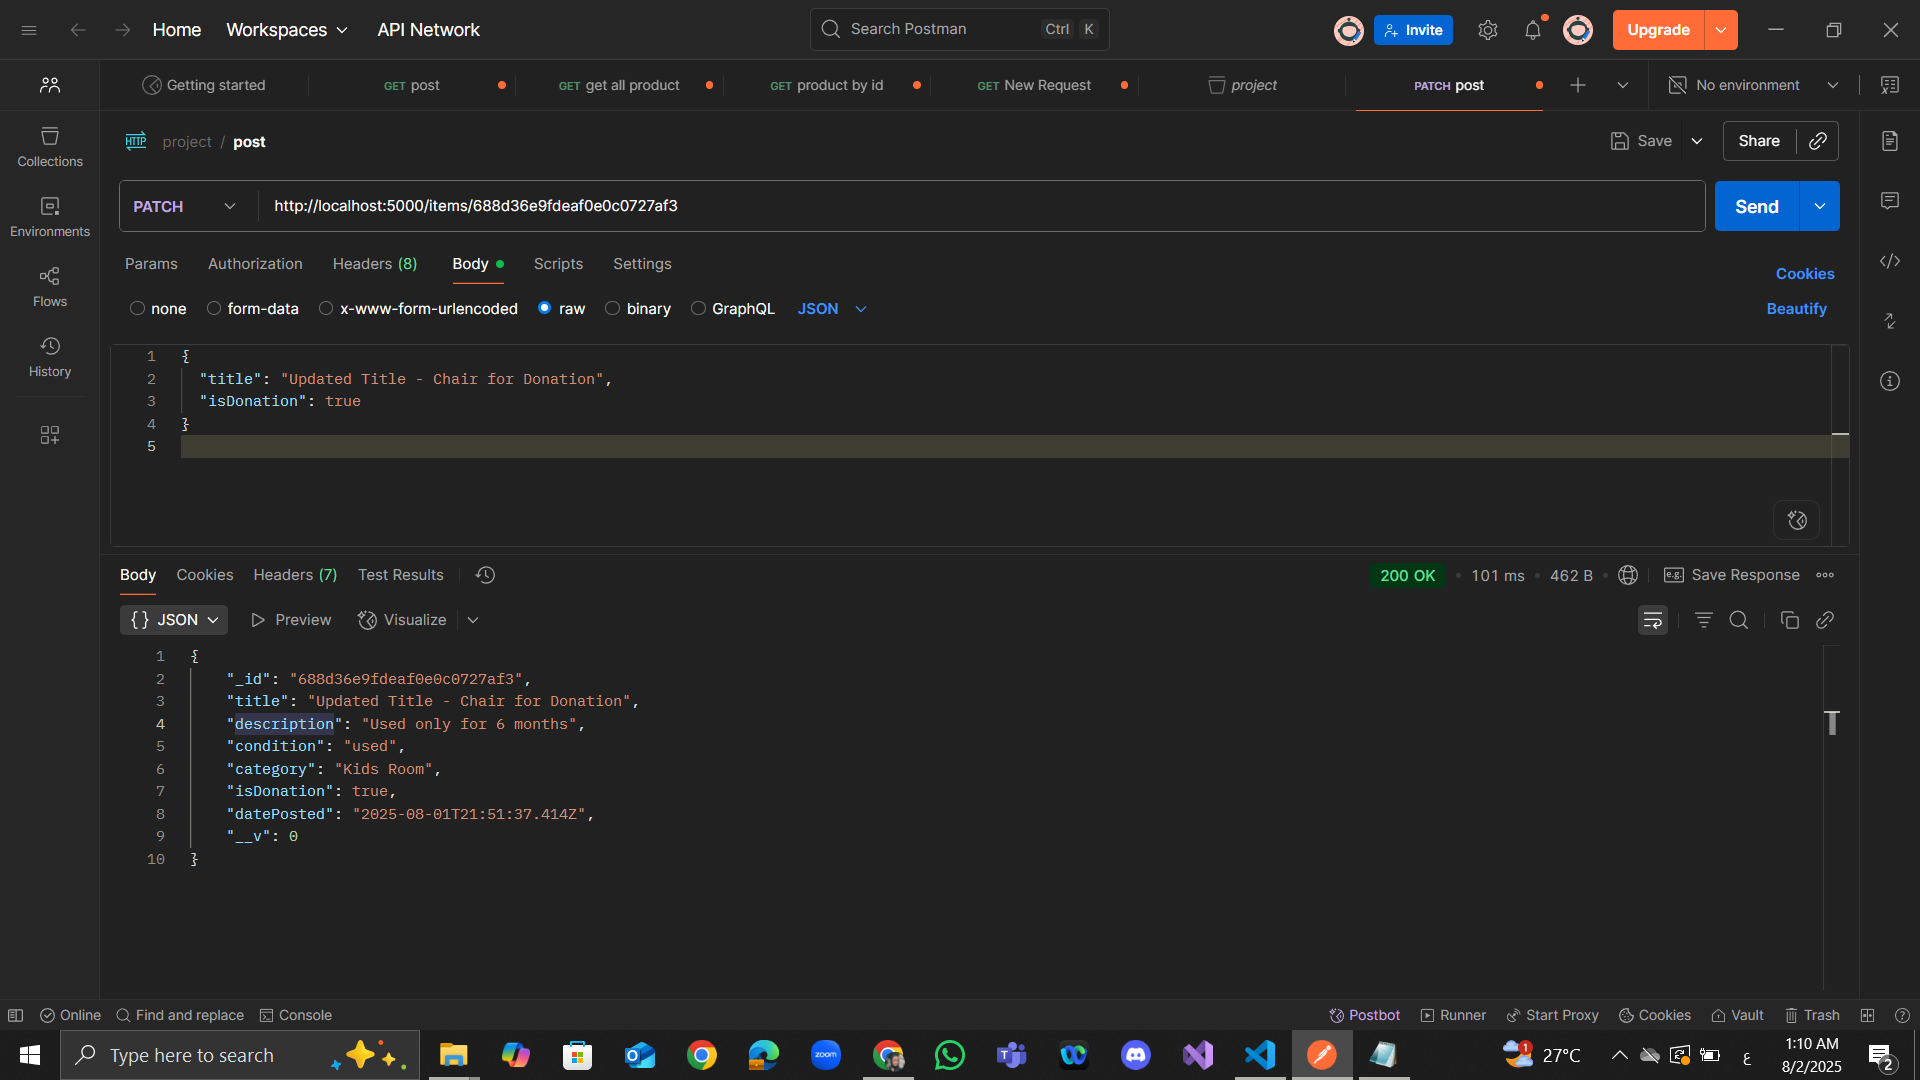 Home
Workspaces
API Network
Search Postman
Ctrl K
Invite
Upgrade
Getting started
GET post
GET get all product
GET product by id
GET New Request
project
PATCH post
No environment
Collections
Environments
Flows
History
HTTP
project / post
Save
Share
PATCH
http://localhost:5000/items/688d36e9fdeaf0e0c0727af3
Send
Params
Authorization
Headers (8)
Body
Scripts
Settings
Cookies
none
form-data
x-www-form-urlencoded
raw
binary
GraphQL
JSON
Beautify
1 {
2 "title": "Updated Title - Chair for Donation",
3 "isDonation": true
4 }
5
Body
Cookies
Headers (7)
Test Results
200 OK
101 ms
462 B
e.g. Save Response
{} JSON
Preview
Visualize
1 {
2 "_id": "688d36e9fdeaf0e0c0727af3",
3 "title": "Updated Title - Chair for Donation",
4 "description": "Used only for 6 months",
5 "condition": "used",
6 "category": "Kids Room",
7 "isDonation": true,
8 "datePosted": "2025-08-01T21:51:37.414Z",
9 "__v": 0
10 }
Online
Find and replace
Console
Postbot
Runner
Start Proxy
Cookies
Vault
Trash
Type here to search
zoom
1
27°C
ع
1:10 AM
8/2/2025
2